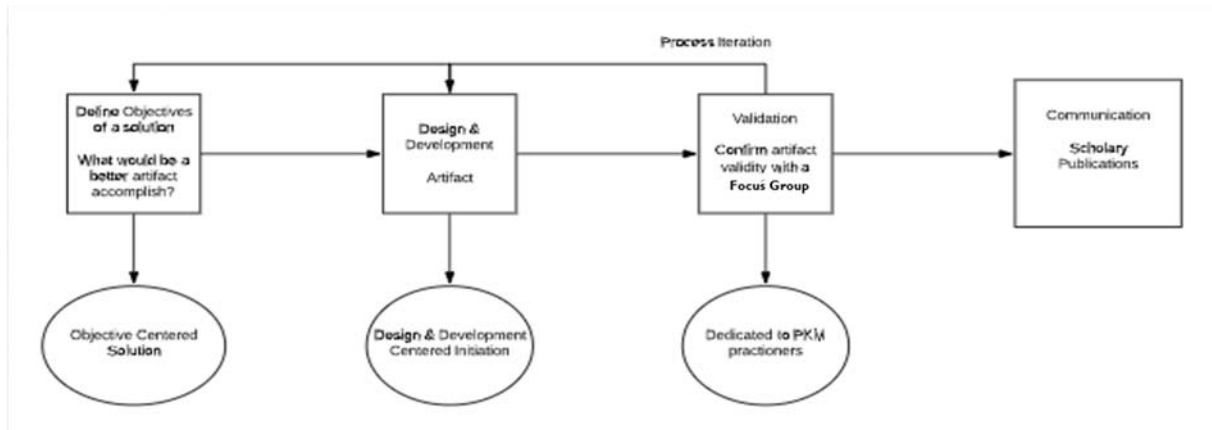 Process Iteration
Define Objectives
of a solution
What would be a
better artifact
accomplish?
Design &
Development
Artifact
Validation
Confirm artifact
validity with a
Focus Group
Communication
Scholary
Publications
Objective Centered
Solution
Design & Development
Centered Initiation
Dedicated to PKM
practioners